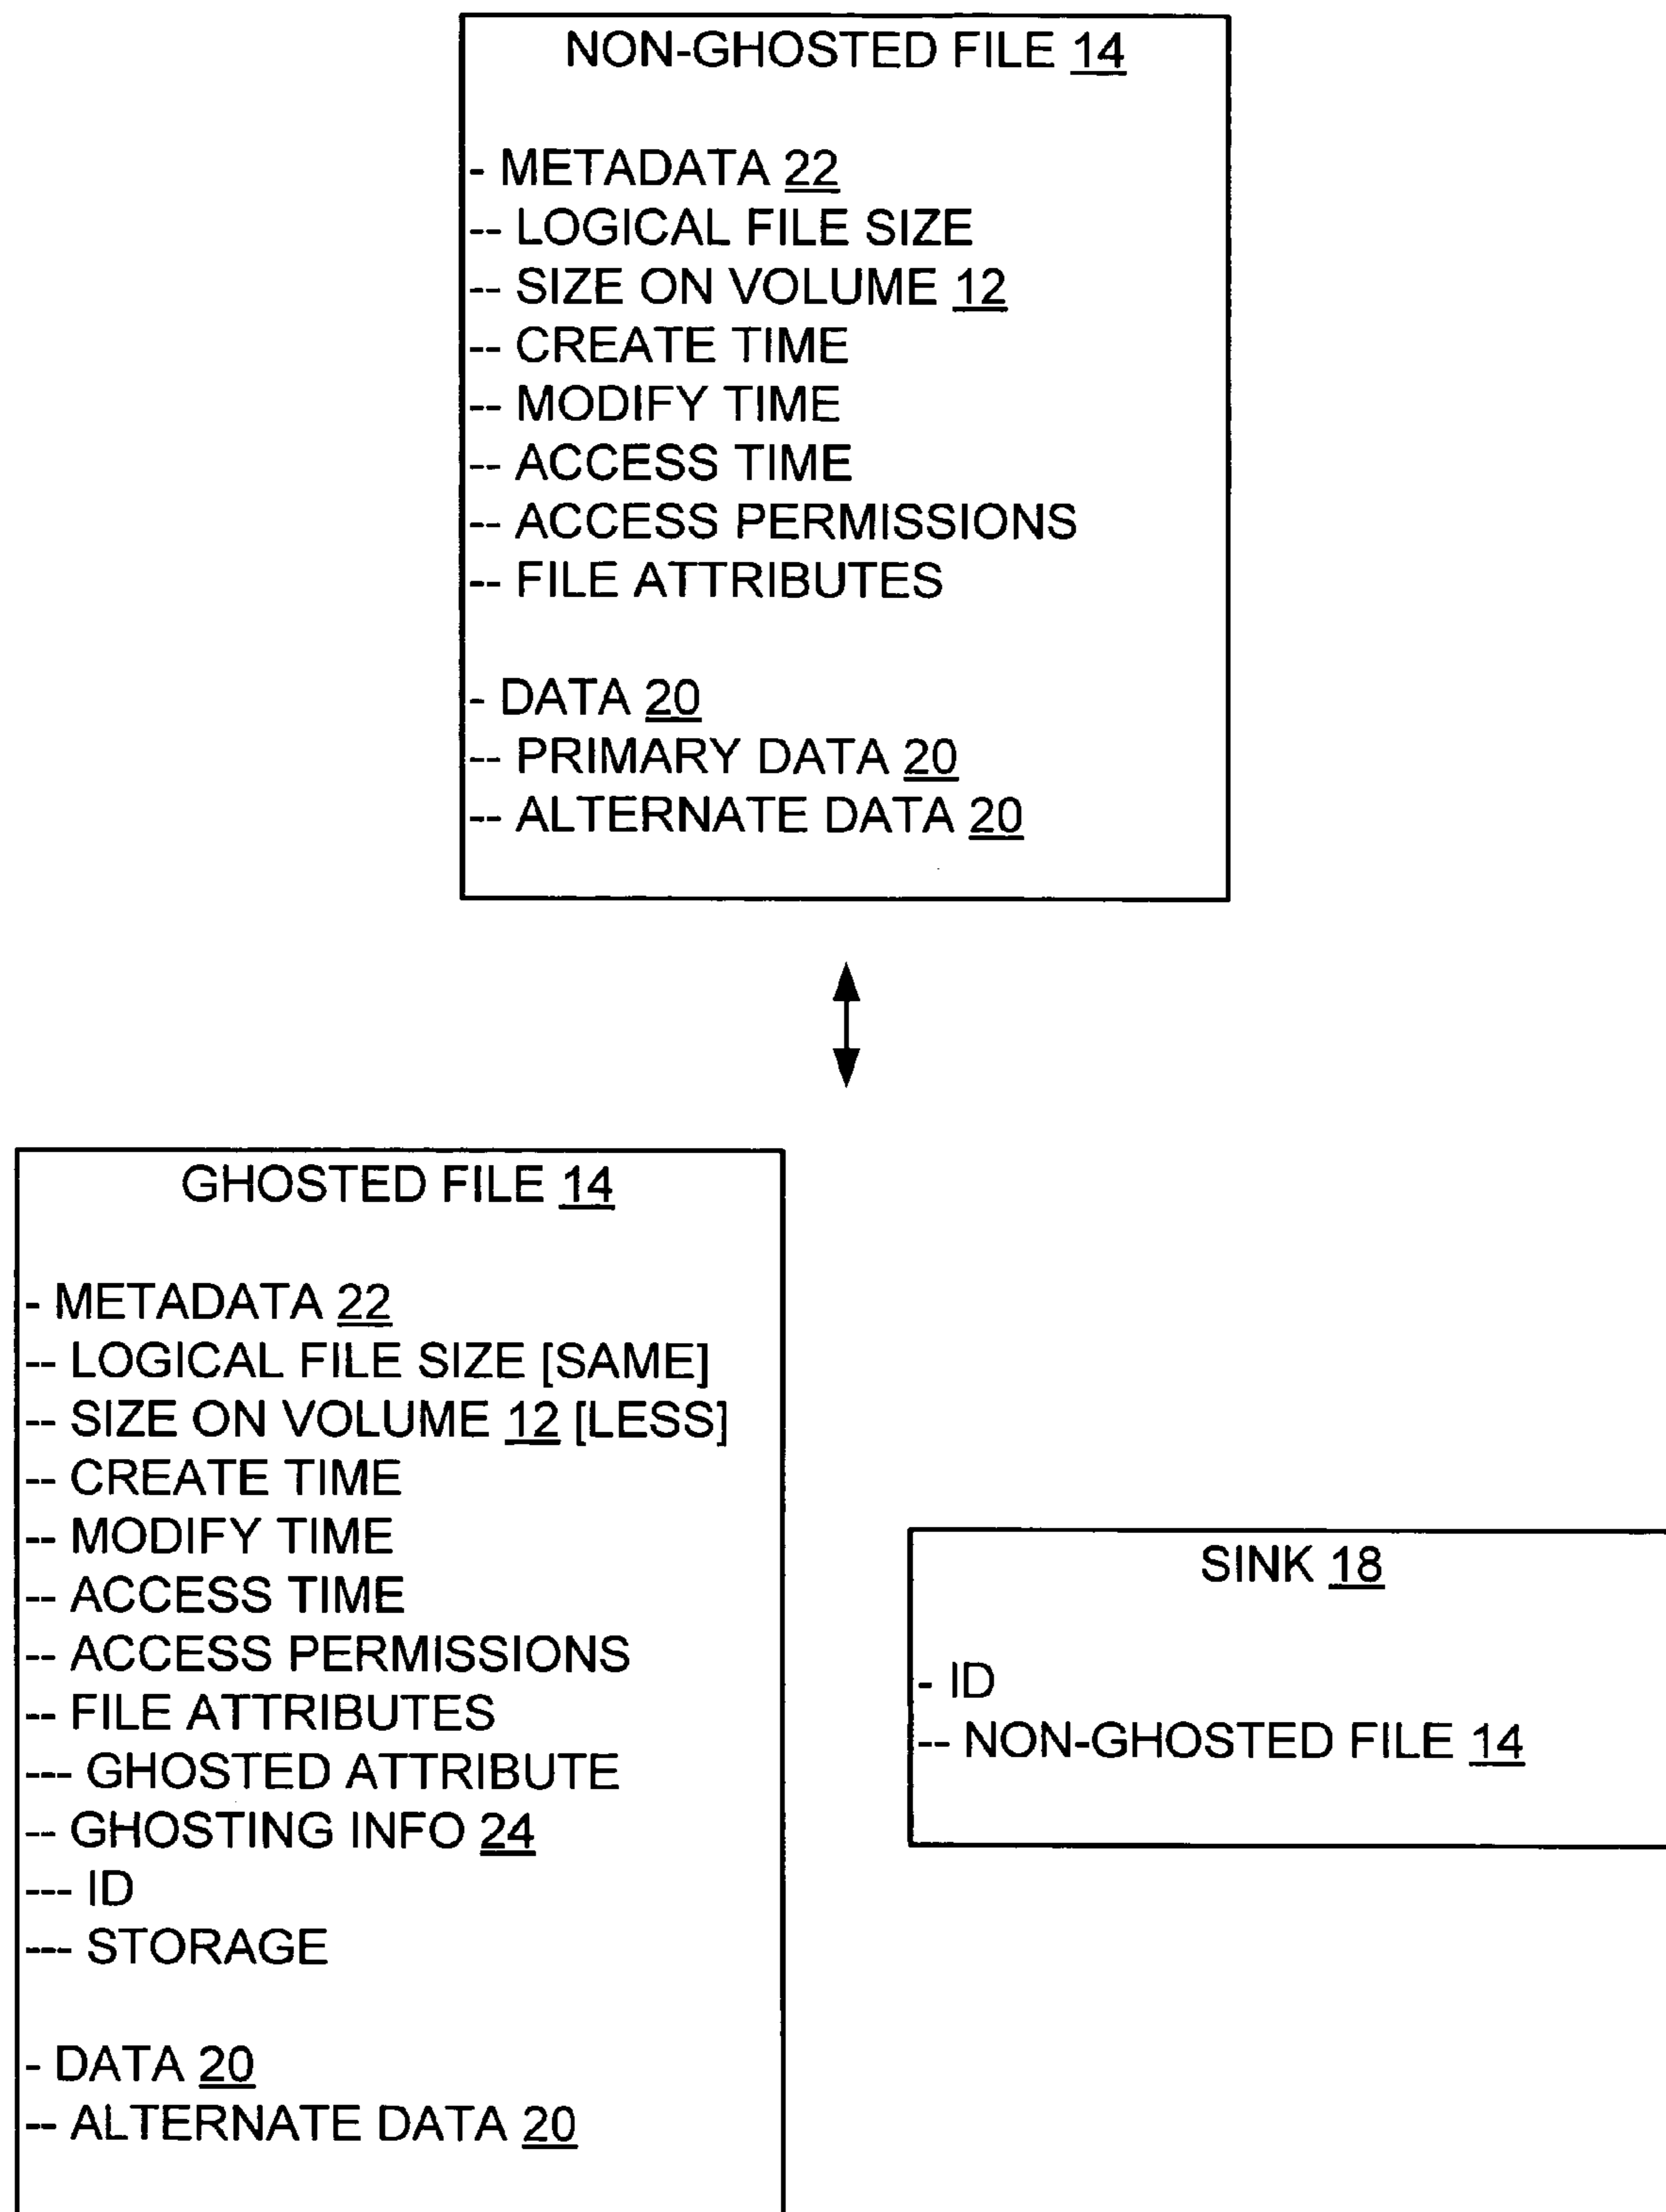 NON-GHOSTED FILE 14
- METADATA 22
-- LOGICAL FILE SIZE
-- SIZE ON VOLUME 12
-- CREATE TIME
-- MODIFY TIME
-- ACCESS TIME
-- ACCESS PERMISSIONS
-- FILE ATTRIBUTES
- DATA 20
-- PRIMARY DATA 20
-- ALTERNATE DATA 20
GHOSTED FILE 14
- METADATA 22
-- LOGICAL FILE SIZE [SAME]
-- SIZE ON VOLUME 12 [LESS]
-- CREATE TIME
-- MODIFY TIME
-- ACCESS TIME
-- ACCESS PERMISSIONS
-- FILE ATTRIBUTES
--- GHOSTED ATTRIBUTE
-- GHOSTING INFO 24
--- ID
--- STORAGE
- DATA 20
-- ALTERNATE DATA 20
SINK 18
- ID
-- NON-GHOSTED FILE 14